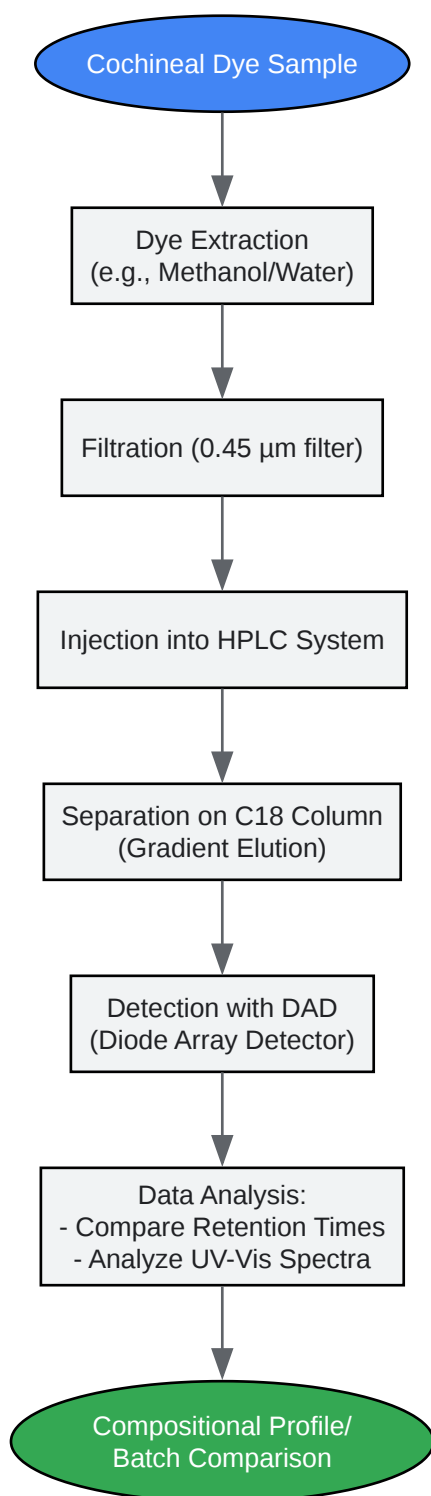 Cochineal Dye Sample
Dye Extraction
(e.g., Methanol/Water)
Filtration (0.45 µm filter)
Injection into HPLC System
Separation on C18 Column
(Gradient Elution)
Detection with DAD
(Diode Array Detector)
Data Analysis:
- Compare Retention Times
- Analyze UV-Vis Spectra
Compositional Profile/
Batch Comparison